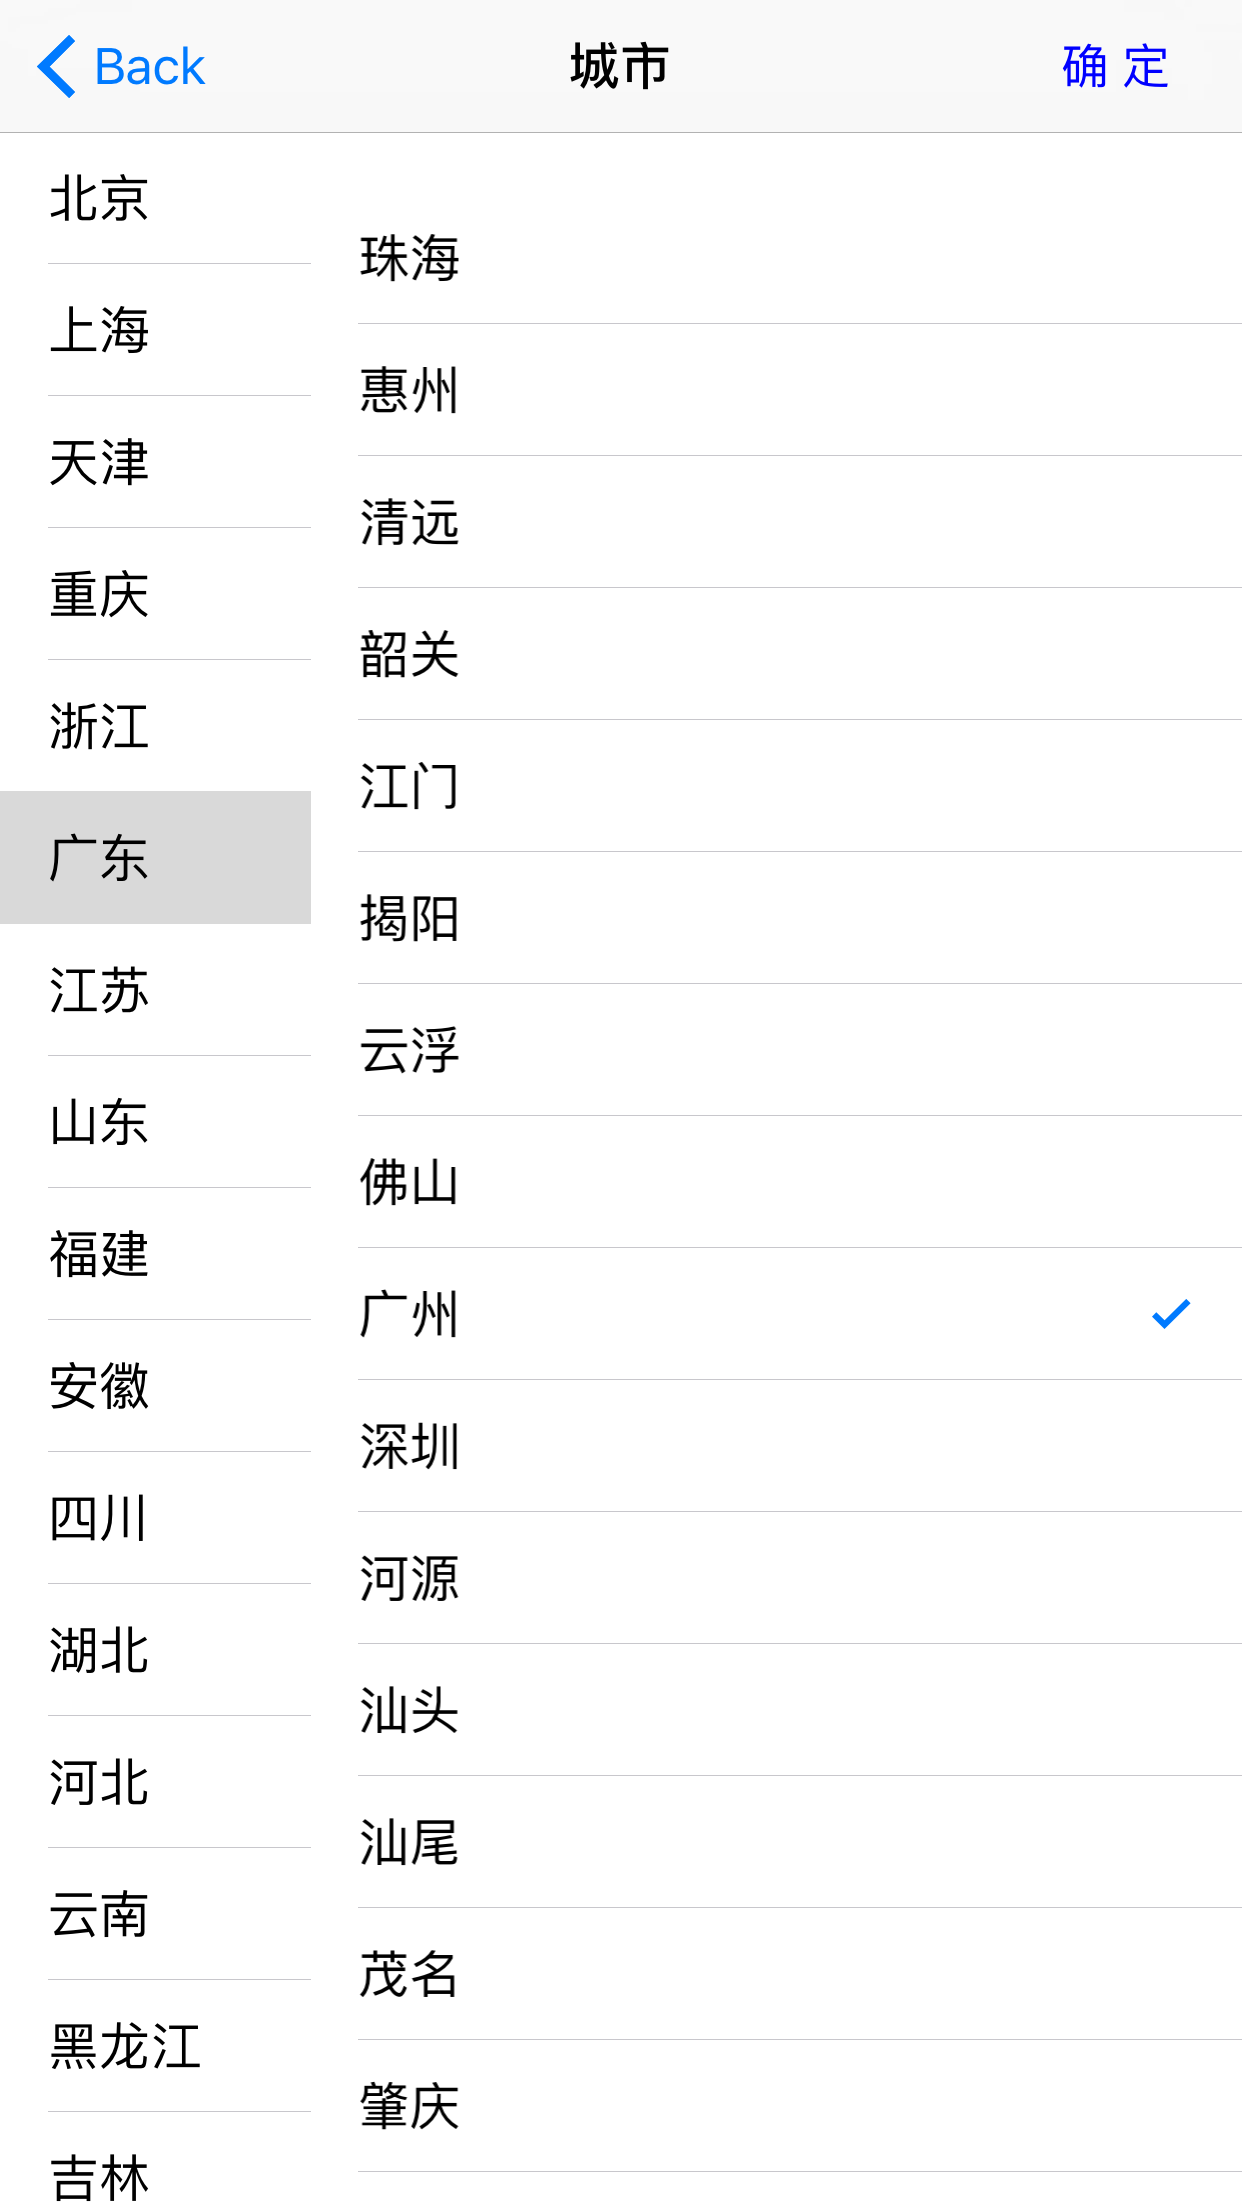 Back 城市 确 定
北京
上海
天津
重庆
浙江
广东
江苏
山东
福建
安徽
四川
湖北
河北
云南
黑龙江
吉林
珠海
惠州
清远
韶关
江门
揭阳
云浮
佛山
广州
深圳
河源
汕头
汕尾
茂名
肇庆